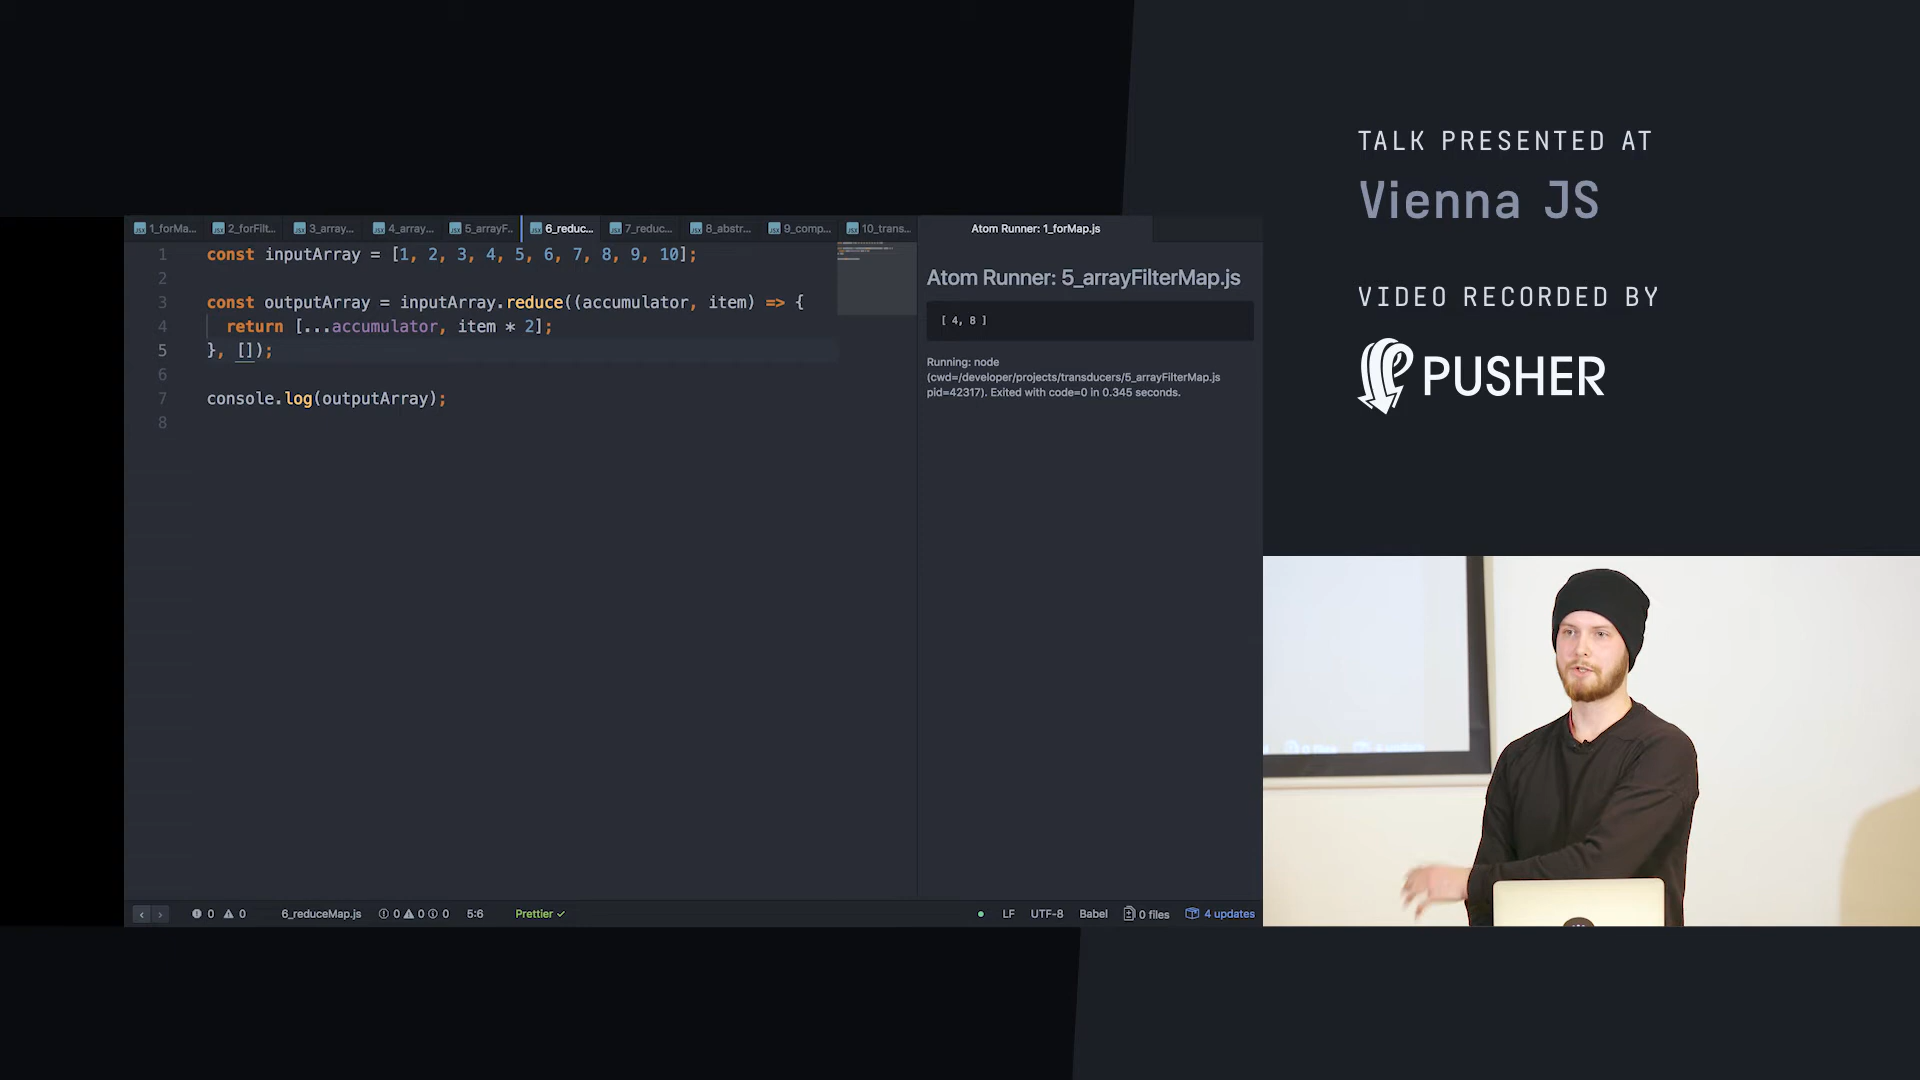 TALK PRESENTED AT
Vienna JS
VIDEO RECORDED BY
PUSHER
1_forMa...
2_forFilt...
3_array...
4_array...
5_arrayF...
6_reduc...
7_reduc...
8_abstr...
9_comp...
10_trans...
Atom Runner: 1_forMap.js
1 const inputArray = [1, 2, 3, 4, 5, 6, 7, 8, 9, 10];
2
3 const outputArray = inputArray.reduce((accumulator, item) => {
4 return [...accumulator, item * 2];
5 }, []);
6
7 console.log(outputArray);
8
Atom Runner: 5_arrayFilterMap.js
[ 4, 8 ]
Running: node
(cwd=/developer/projects/transducers/5_arrayFilterMap.js
pid=42317). Exited with code=0 in 0.345 seconds.
0 0 6_reduceMap.js 0 0 0 5:6 Prettier ✓ LF UTF-8 Babel 0 files 4 updates